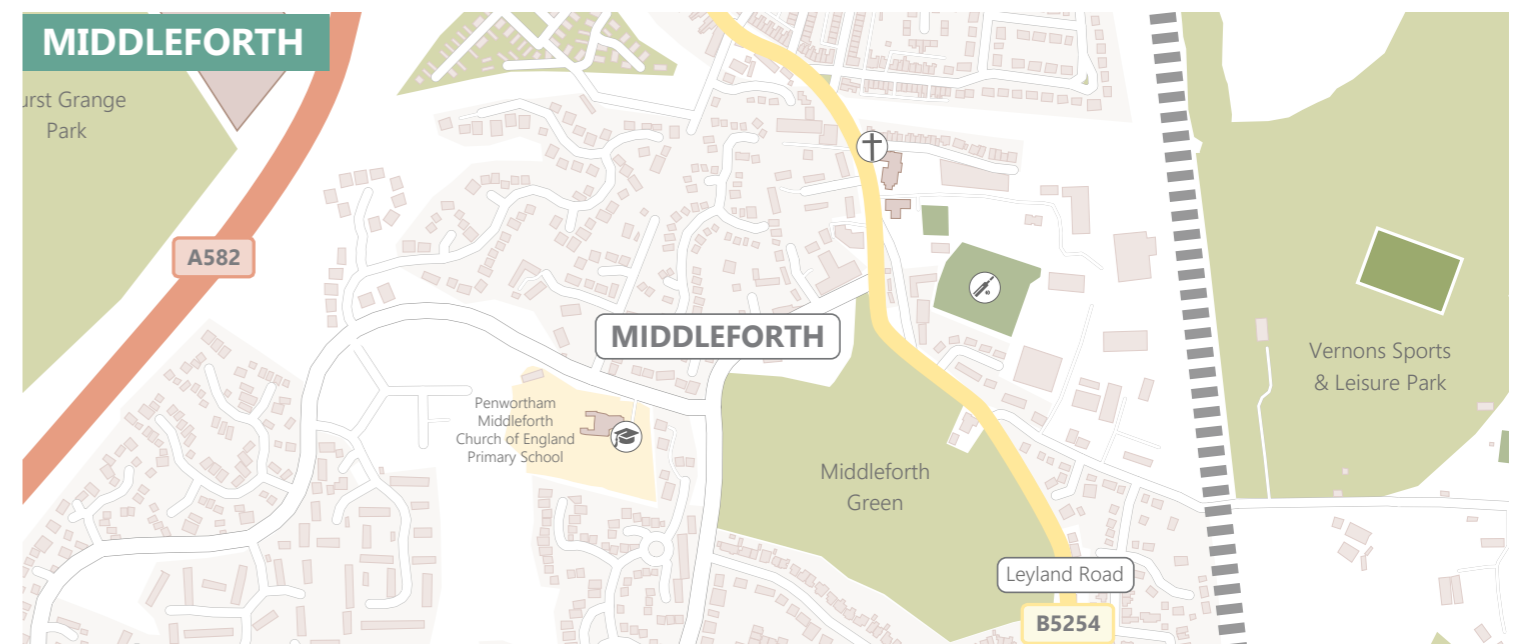 MIDDLEFORTH
urst Grange
Park
A582
MIDDLEFORTH
Penwortham
Middleforth
Church of England
Primary School
Vernons Sports
& Leisure Park
Middleforth
Green
Leyland Road
B5254